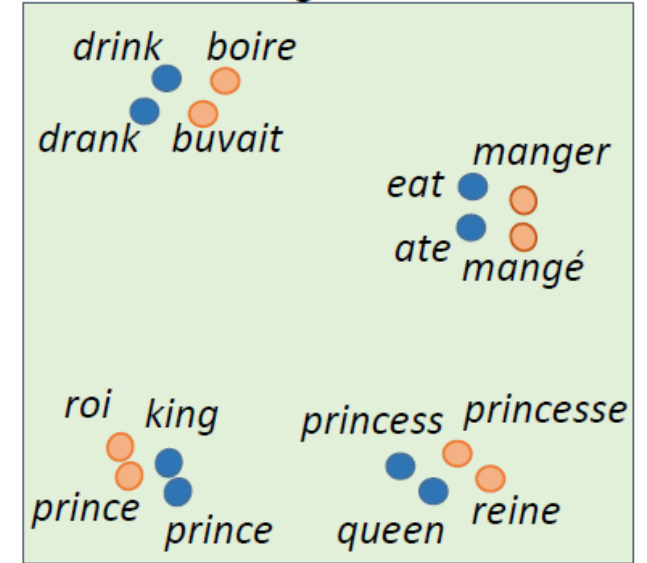 drink boire
drank buvait
manger
eat
ate
mangé
roi king
prince
prince
princess princesse
queen reine